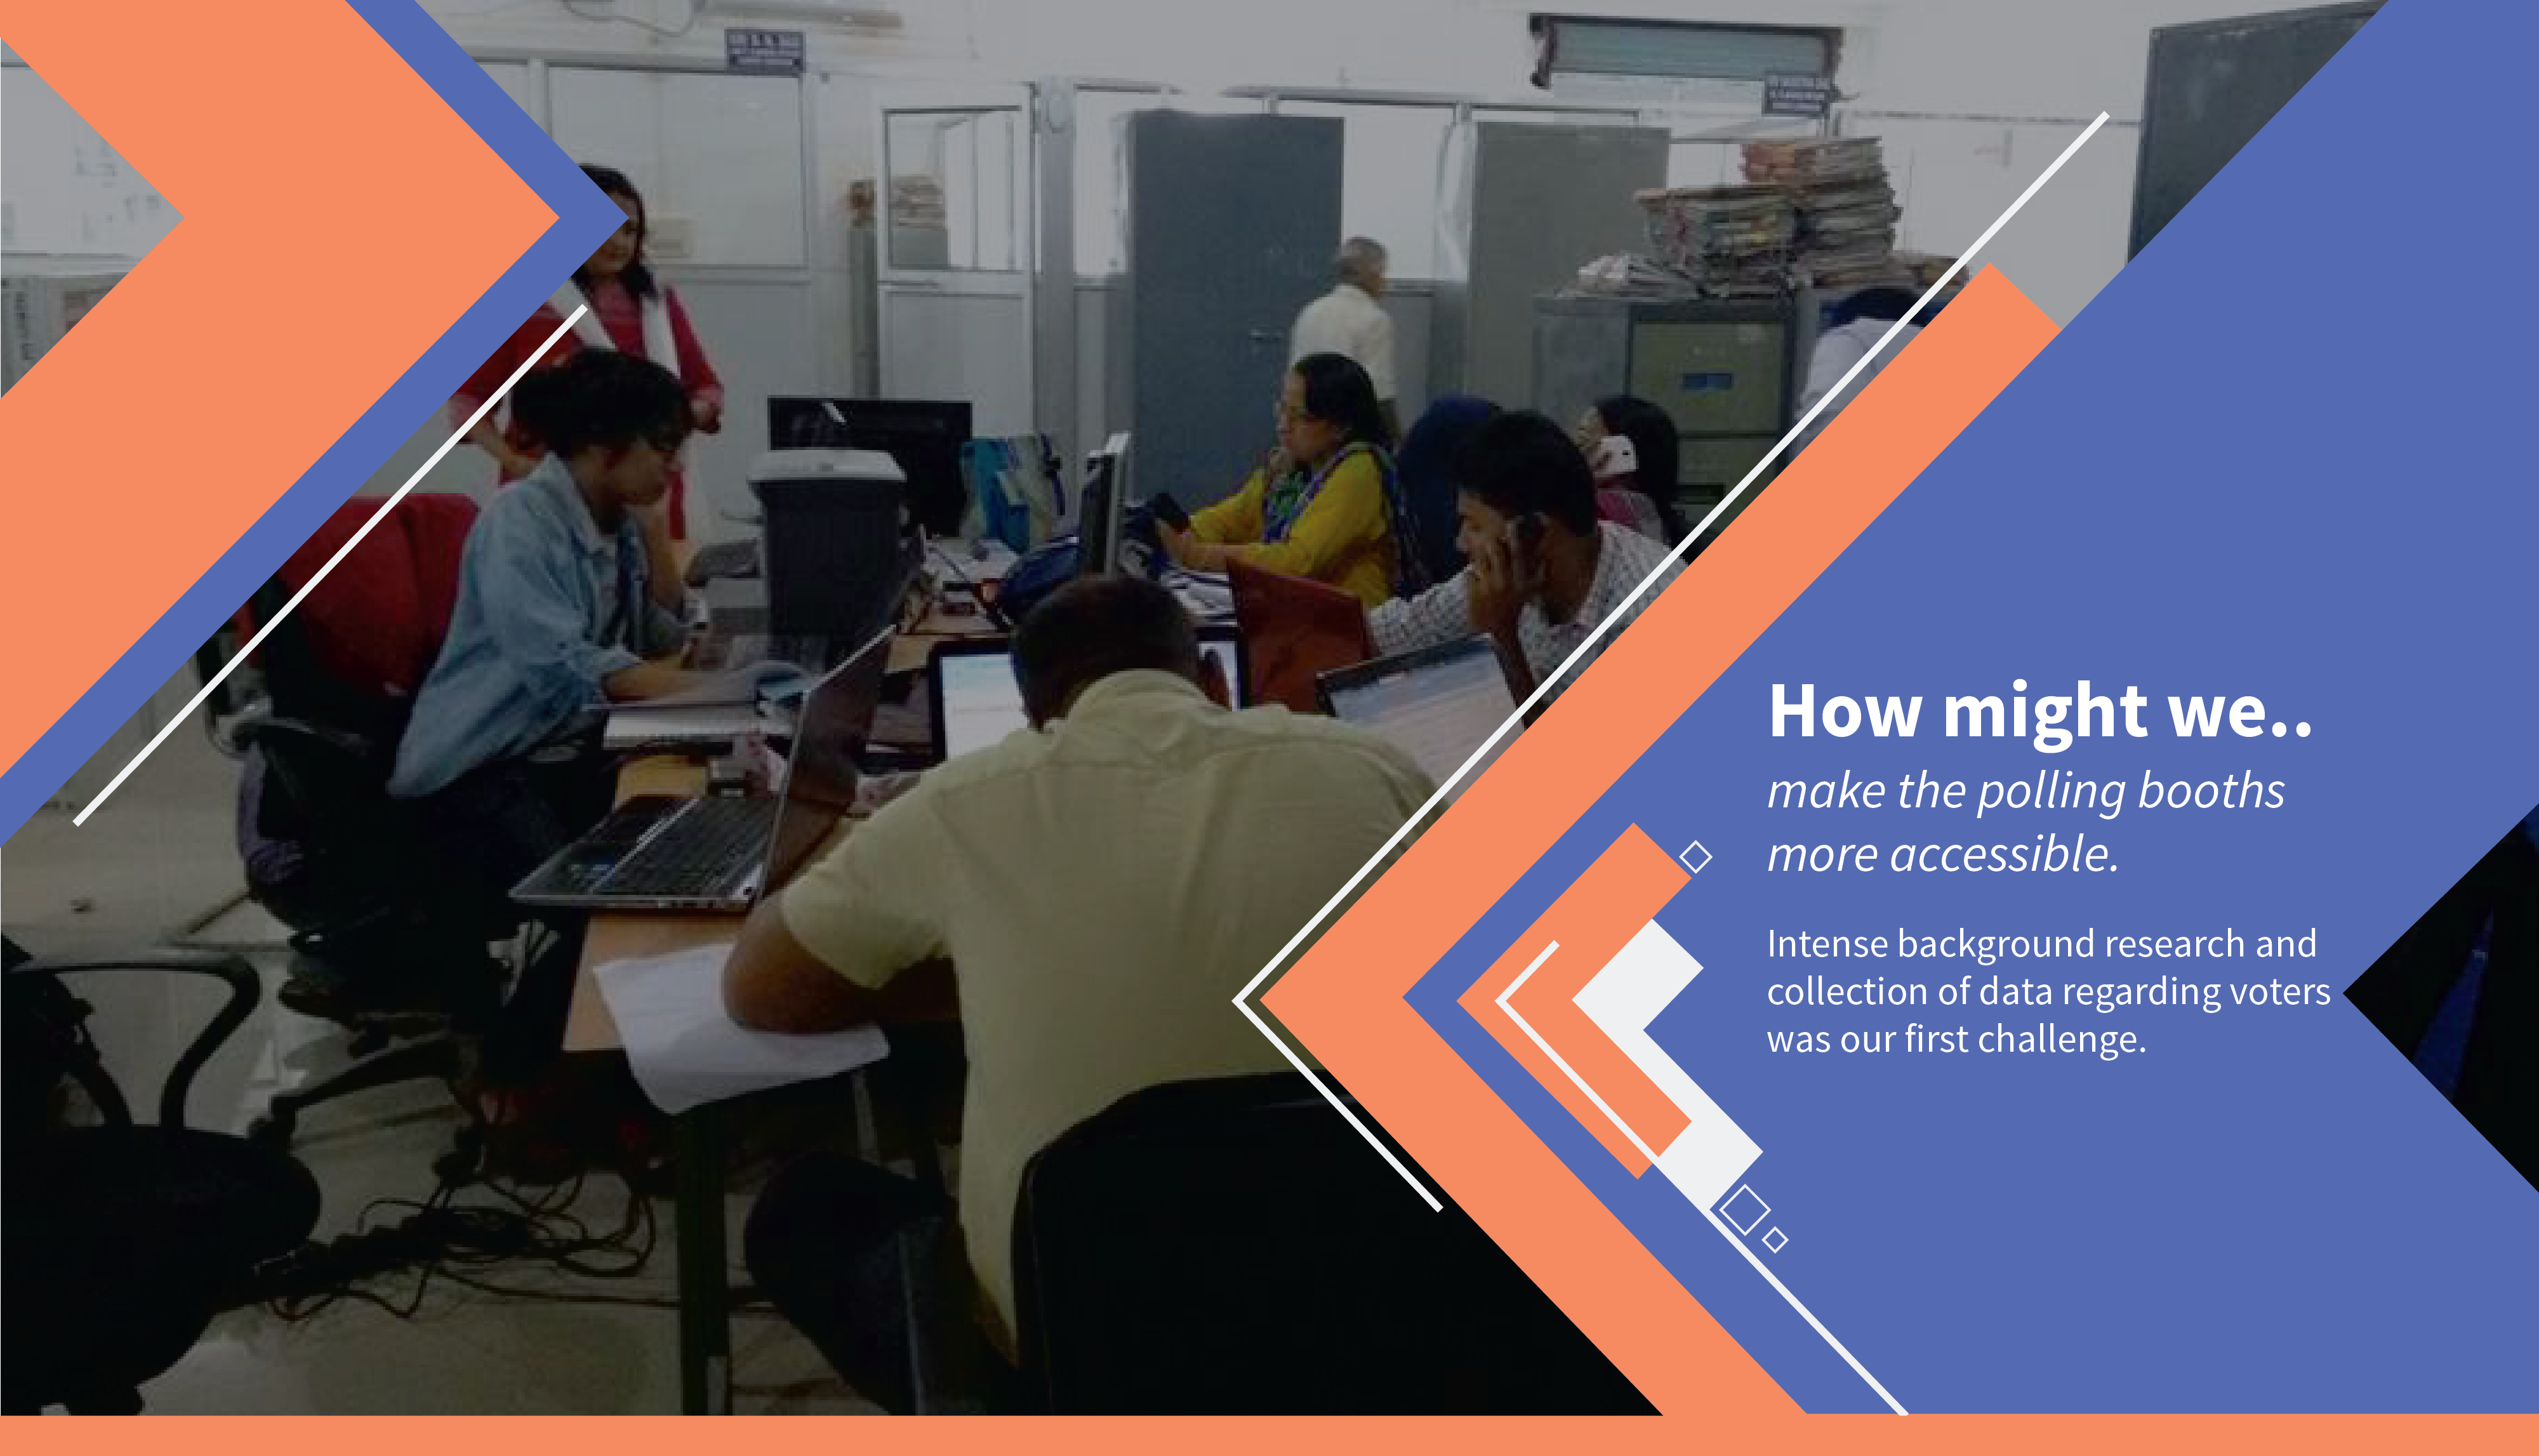 How might we..
make the polling booths
more accessible.
Intense background research and
collection of data regarding voters
was our first challenge.